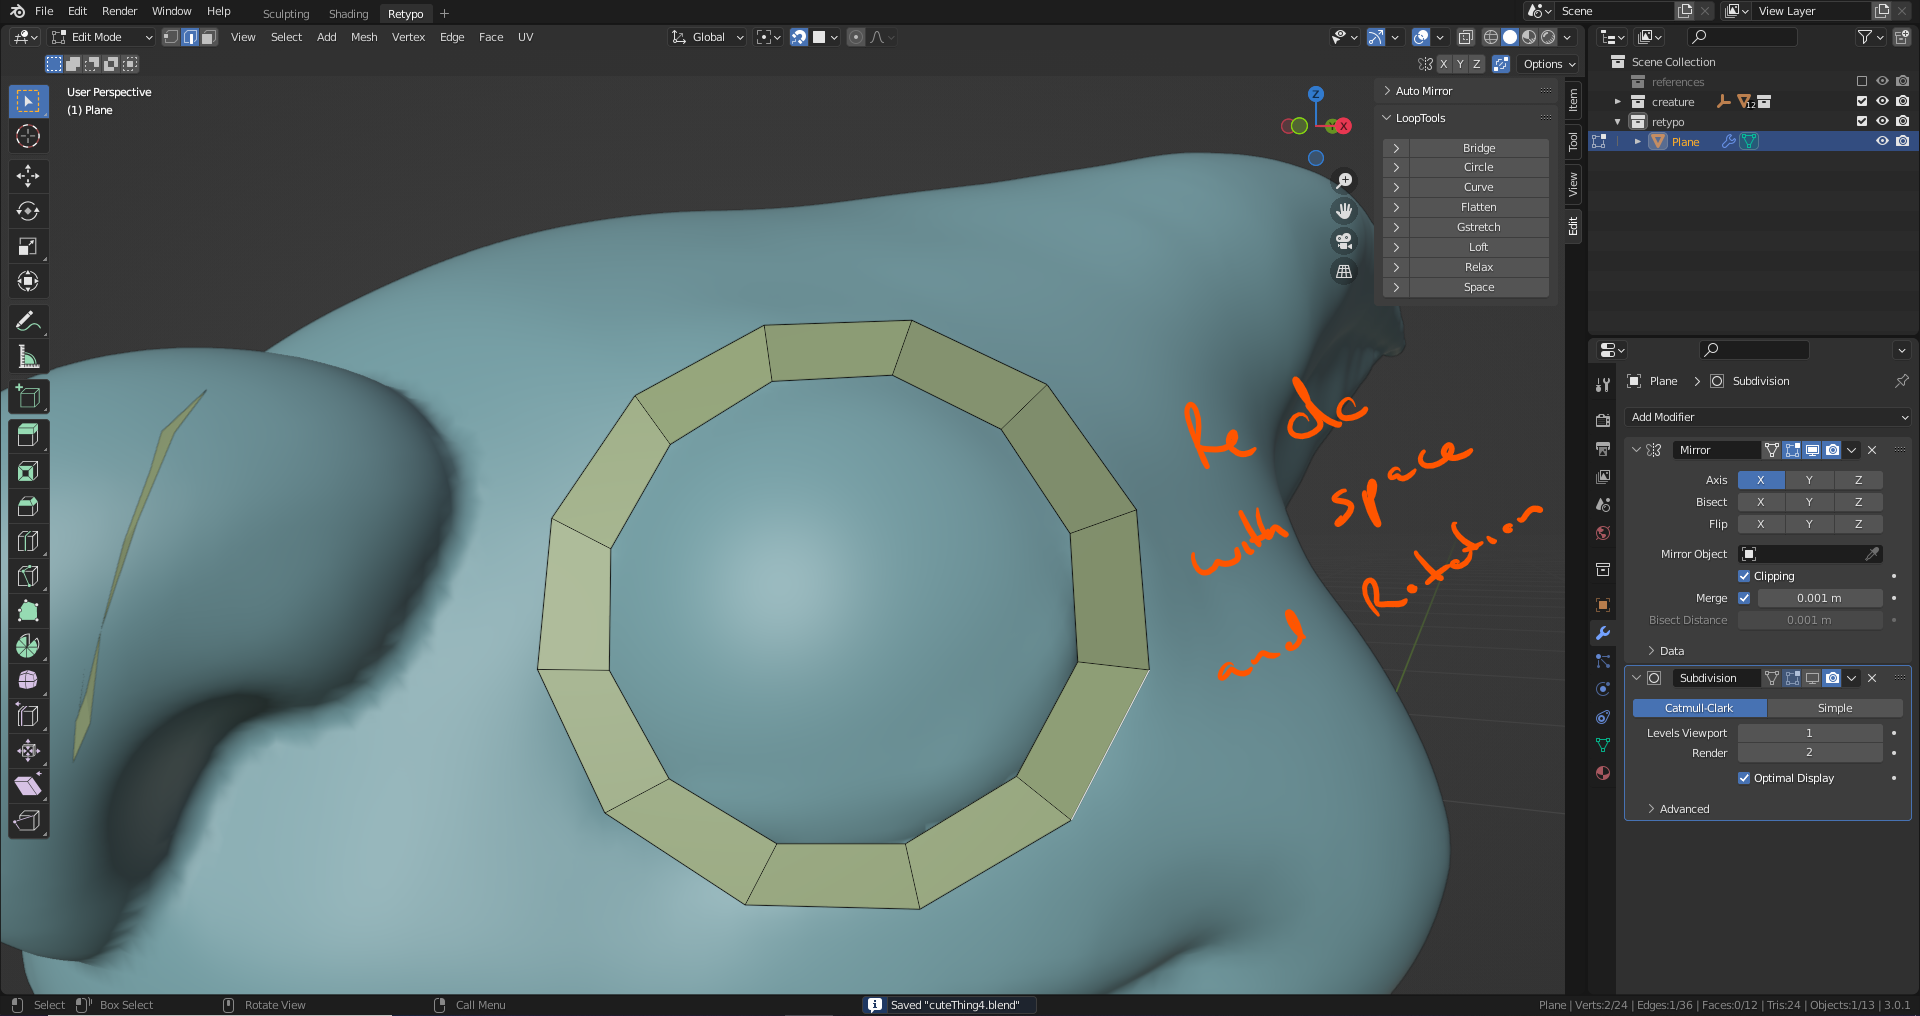 File Edit Render Window Help Sculpting Shading Retypo + Scene View Layer
Edit Mode View Select Add Mesh Vertex Edge Face UV Global
X Y Z Options
User Perspective
(1) Plane
Z
X
Auto Mirror
LoopTools
Bridge
Circle
Curve
Flatten
Gstretch
Loft
Relax
Space
Item
Tool
View
Edit
Re do
with space
and Rotation
Scene Collection
references
creature 12
retypo
Plane
Plane > Subdivision
Add Modifier
Mirror
Axis X Y Z
Bisect X Y Z
Flip X Y Z
Mirror Object
Clipping
Merge 0.001 m
Bisect Distance 0.001 m
Data
Subdivision
Catmull-Clark Simple
Levels Viewport 1
Render 2
Optimal Display
Advanced
Select Box Select Rotate View Call Menu Saved "cuteThing4.blend" Plane | Verts:2/24 | Edges:1/36 | Faces:0/12 | Tris:24 | Objects:1/13 | 3.0.1